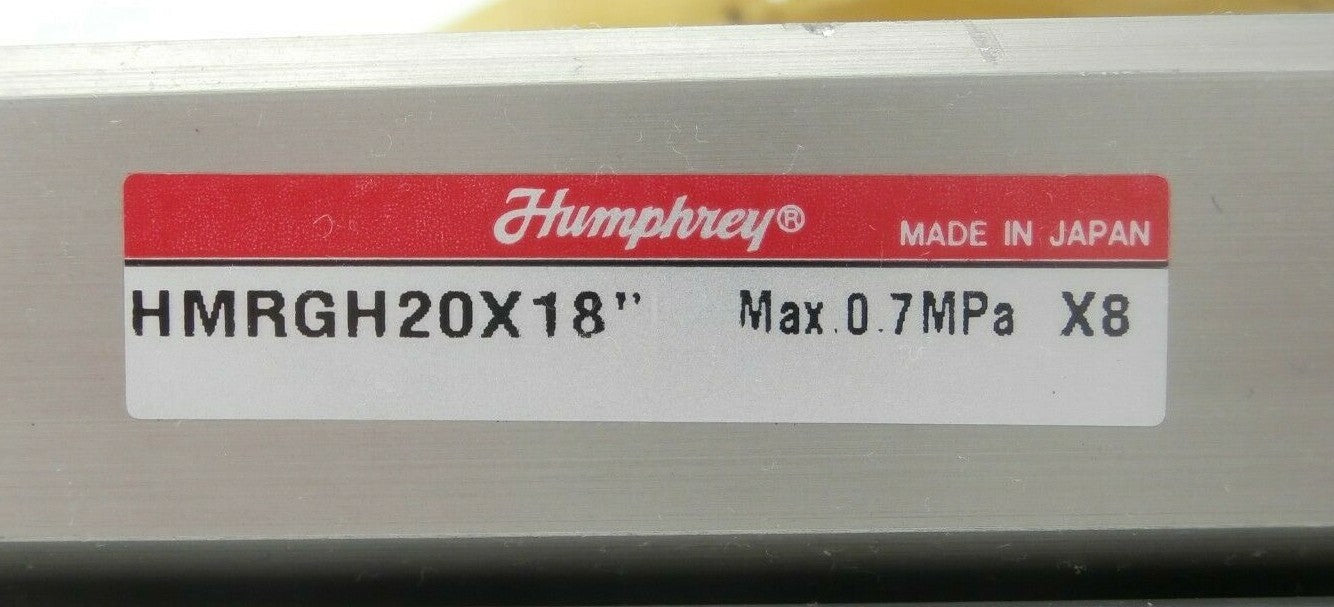 Humphrey® MADE IN JAPAN
HMRGH20X18" Max.0.7MPa X8